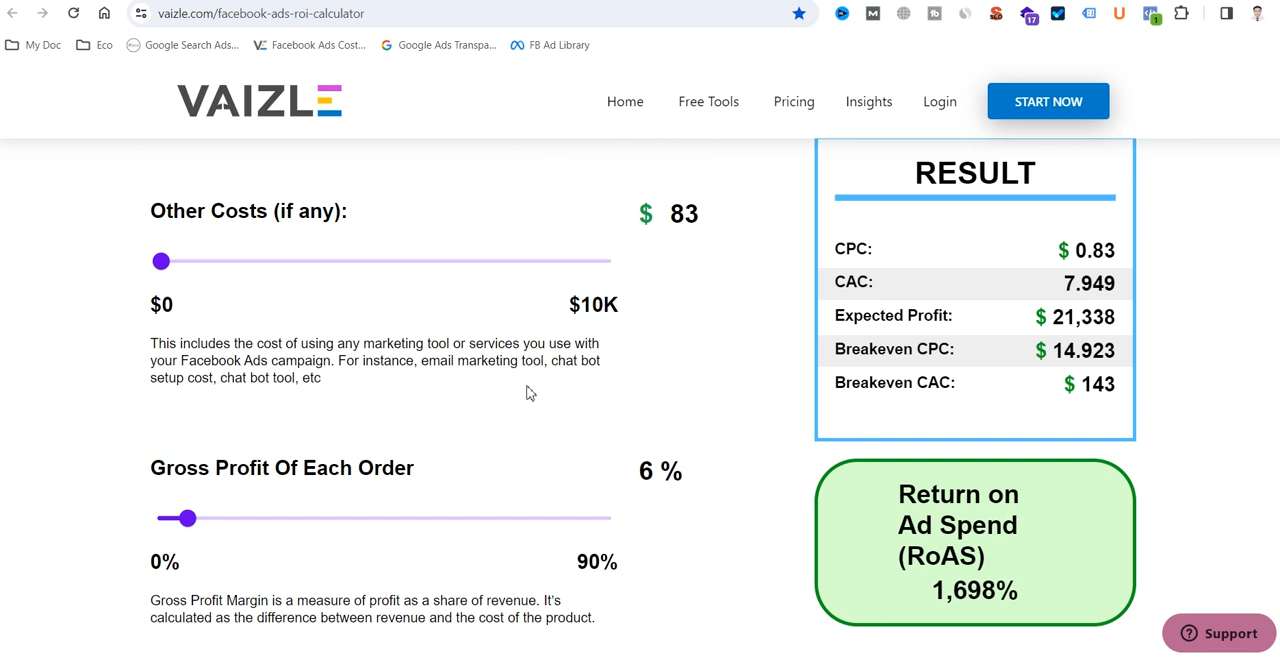 vaizle.com/facebook-ads-roi-calculator
17
1
My Doc
Eco
Google Search Ads...
Facebook Ads Cost...
Google Ads Transpa...
FB Ad Library
VAIZLE
Home
Free Tools
Pricing
Insights
Login
START NOW
Other Costs (if any):
$ 83
$0
$10K
This includes the cost of using any marketing tool or services you use with
your Facebook Ads campaign. For instance, email marketing tool, chat bot
setup cost, chat bot tool, etc
Gross Profit Of Each Order
6 %
0%
90%
Gross Profit Margin is a measure of profit as a share of revenue. It's
calculated as the difference between revenue and the cost of the product.
RESULT
CPC: $ 0.83
CAC: 7.949
Expected Profit: $ 21,338
Breakeven CPC: $ 14.923
Breakeven CAC: $ 143
Return on
Ad Spend
(RoAS)
1,698%
Support